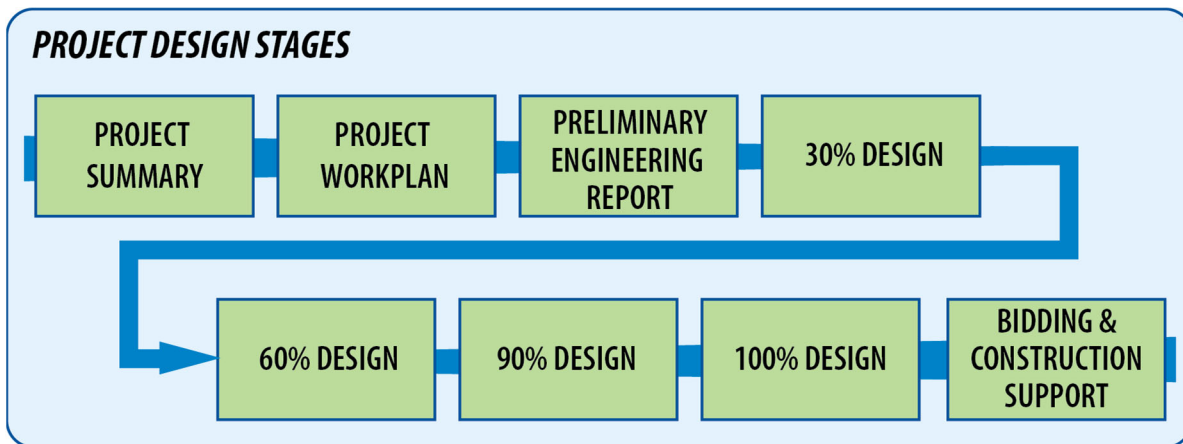 PROJECT DESIGN STAGES
PROJECT
SUMMARY
PROJECT
WORKPLAN
PRELIMINARY
ENGINEERING
REPORT
30% DESIGN
60% DESIGN
90% DESIGN
100% DESIGN
BIDDING &
CONSTRUCTION
SUPPORT